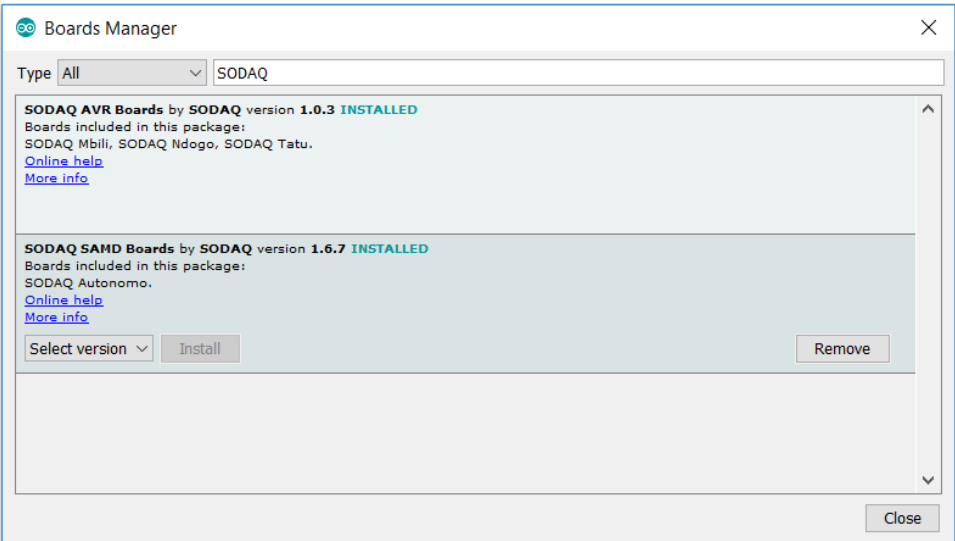 Boards Manager
Type All SODAQ
SODAQ AVR Boards by SODAQ version 1.0.3 INSTALLED
Boards included in this package:
SODAQ Mbili, SODAQ Ndogo, SODAQ Tatu.
Online help
More info
SODAQ SAMD Boards by SODAQ version 1.6.7 INSTALLED
Boards included in this package:
SODAQ Autonomo.
Online help
More info
Select version Install Remove
Close